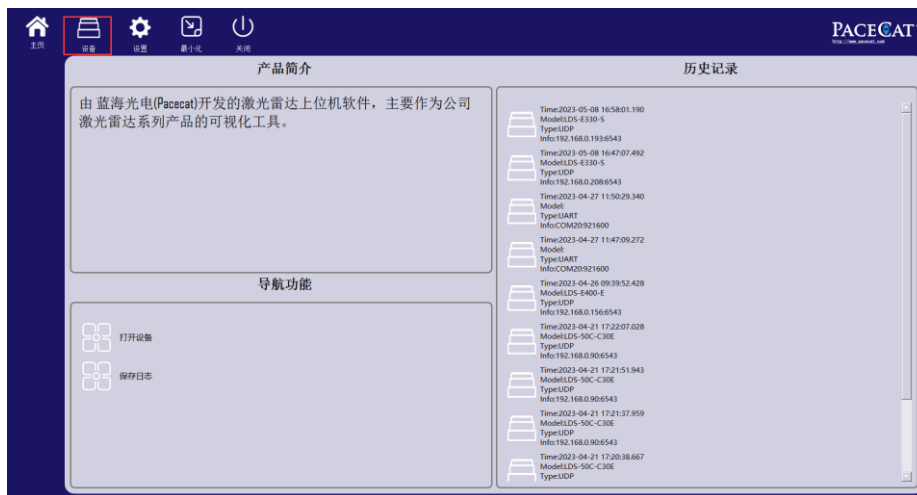 主页
设备
设置
最小化
关闭
PACECAT
http://www.pacecat.com
产品简介
由 蓝海光电(Pacecat)开发的激光雷达上位机软件，主要作为公司
激光雷达系列产品的可视化工具。
导航功能
打开设备
保存日志
历史记录
Time:2023-05-08 16:58:01.190
Model:LDS-E330-S
Type:UDP
Info:192.168.0.193:6543
Time:2023-05-08 16:47:07.492
Model:LDS-E330-S
Type:UDP
Info:192.168.0.208:6543
Time:2023-04-27 11:50:29.340
Model:
Type:UART
Info:COM20:921600
Time:2023-04-27 11:47:09.272
Model:
Type:UART
Info:COM20:921600
Time:2023-04-26 09:39:52.428
Model:LDS-E400-E
Type:UDP
Info:192.168.0.156:6543
Time:2023-04-21 17:22:07.028
Model:LDS-50C-C30E
Type:UDP
Info:192.168.0.90:6543
Time:2023-04-21 17:21:51.943
Model:LDS-50C-C30E
Type:UDP
Info:192.168.0.90:6543
Time:2023-04-21 17:21:37.959
Model:LDS-50C-C30E
Type:UDP
Info:192.168.0.90:6543
Time:2023-04-21 17:20:38.667
Model:LDS-50C-C30E
Type:UDP